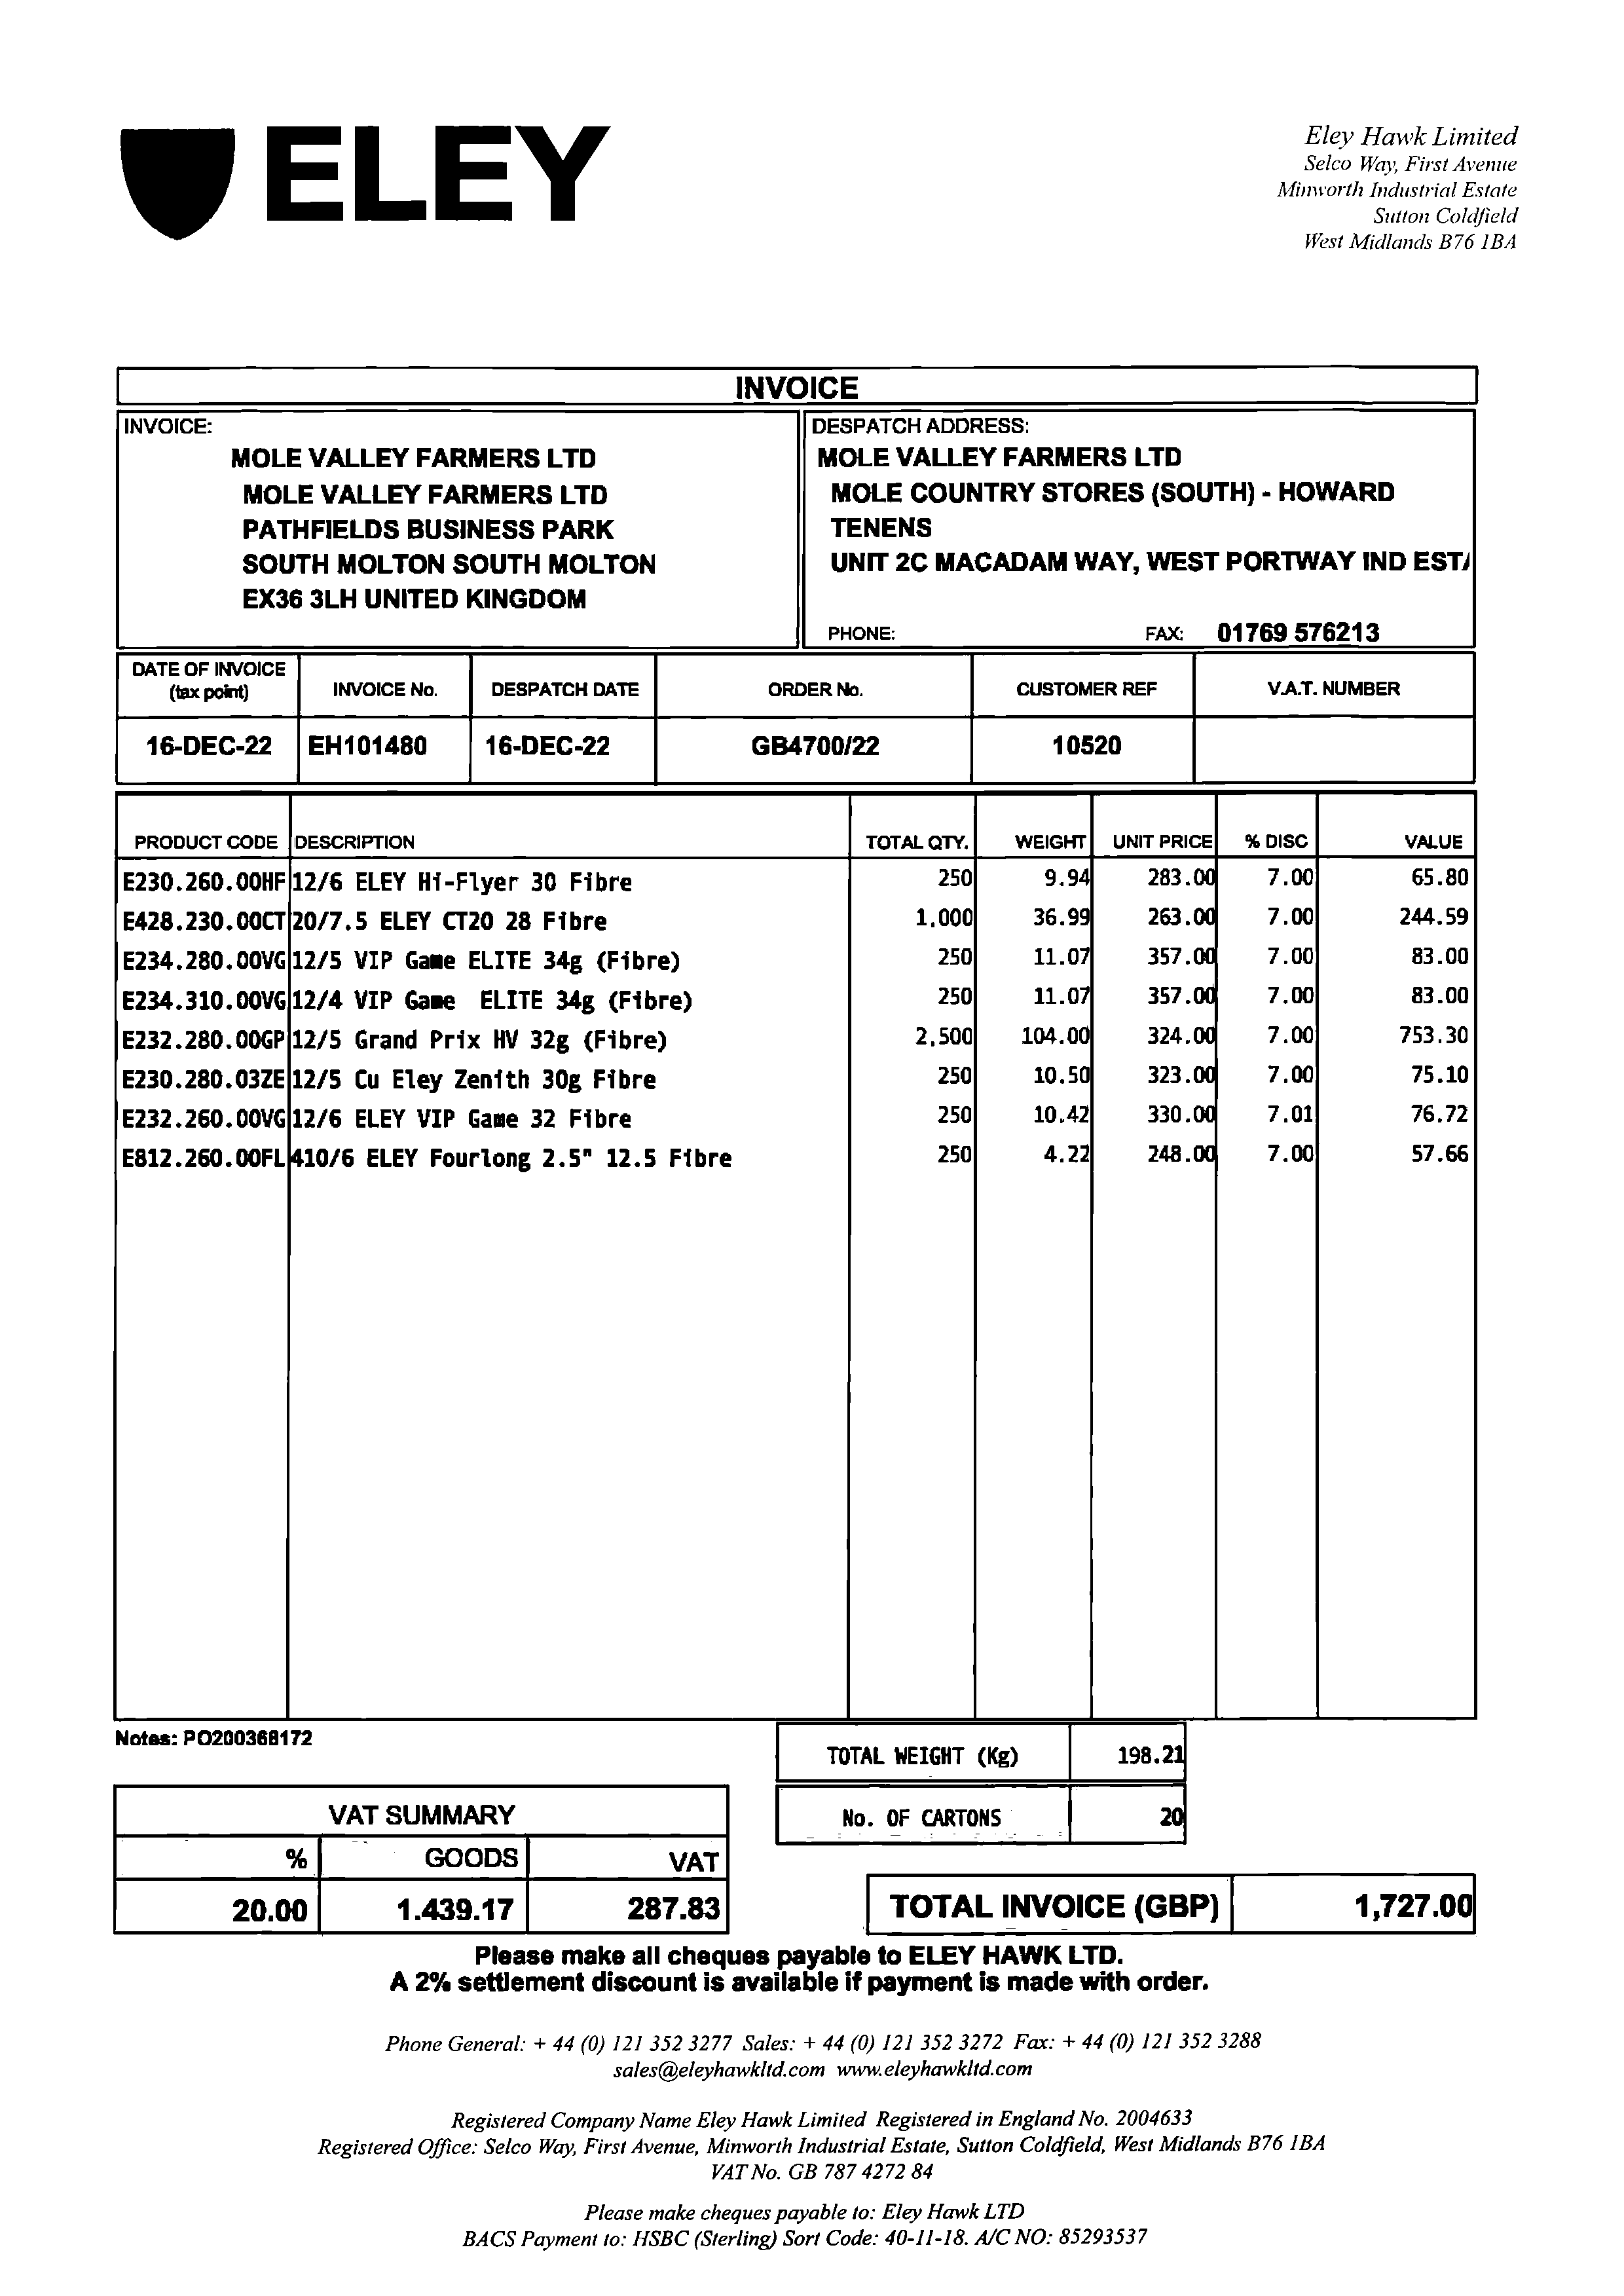 ELEY
Eley Hawk Limited
Selco Way, First Avenue
Minworth Industrial Estate
Sutton Coldfield
West Midlands B76 1BA
INVOICE
INVOICE:
MOLE VALLEY FARMERS LTD
MOLE VALLEY FARMERS LTD
PATHFIELDS BUSINESS PARK
SOUTH MOLTON SOUTH MOLTON
EX36 3LH UNITED KINGDOM
DESPATCH ADDRESS:
MOLE VALLEY FARMERS LTD
MOLE COUNTRY STORES (SOUTH) - HOWARD
TENENS
UNIT 2C MACADAM WAY, WEST PORTWAY IND EST
PHONE: FAX: 01769 576213
DATE OF INVOICE (tax point) INVOICE No. DESPATCH DATE ORDER No. CUSTOMER REF V.A.T. NUMBER
16-DEC-22 EH101480 16-DEC-22 GB4700/22 10520
PRODUCT CODE DESCRIPTION TOTAL QTY. WEIGHT UNIT PRICE % DISC VALUE
E230.260.00HF 12/6 ELEY Hi-Flyer 30 Fibre 250 9.94 283.00 7.00 65.80
E428.230.00CT 20/7.5 ELEY CT20 28 Fibre 1,000 36.99 263.00 7.00 244.59
E234.280.00VG 12/5 VIP Game ELITE 34g (Fibre) 250 11.07 357.00 7.00 83.00
E234.310.00VG 12/4 VIP Game ELITE 34g (Fibre) 250 11.07 357.00 7.00 83.00
E232.280.00GP 12/5 Grand Prix HV 32g (Fibre) 2,500 104.00 324.00 7.00 753.30
E230.280.03ZE 12/5 Cu Eley Zenith 30g Fibre 250 10.50 323.00 7.00 75.10
E232.260.00VG 12/6 ELEY VIP Game 32 Fibre 250 10.42 330.00 7.01 76.72
E812.260.00FL 410/6 ELEY Fourlong 2.5" 12.5 Fibre 250 4.22 248.00 7.00 57.66
Notes: PO200368172
TOTAL WEIGHT (Kg) 198.21
No. OF CARTONS 20
VAT SUMMARY
% GOODS VAT
20.00 1.439.17 287.83
TOTAL INVOICE (GBP) 1,727.00
Please make all cheques payable to ELEY HAWK LTD.
A 2% settlement discount is available if payment is made with order.
Phone General: + 44 (0) 121 352 3277 Sales: + 44 (0) 121 352 3272 Fax: + 44 (0) 121 352 3288
sales@eleyhawkltd.com www.eleyhawkltd.com
Registered Company Name Eley Hawk Limited Registered in England No. 2004633
Registered Office: Selco Way, First Avenue, Minworth Industrial Estate, Sutton Coldfield, West Midlands B76 1BA
VAT No. GB 787 4272 84
Please make cheques payable to: Eley Hawk LTD
BACS Payment to: HSBC (Sterling) Sort Code: 40-11-18. A/C NO: 85293537